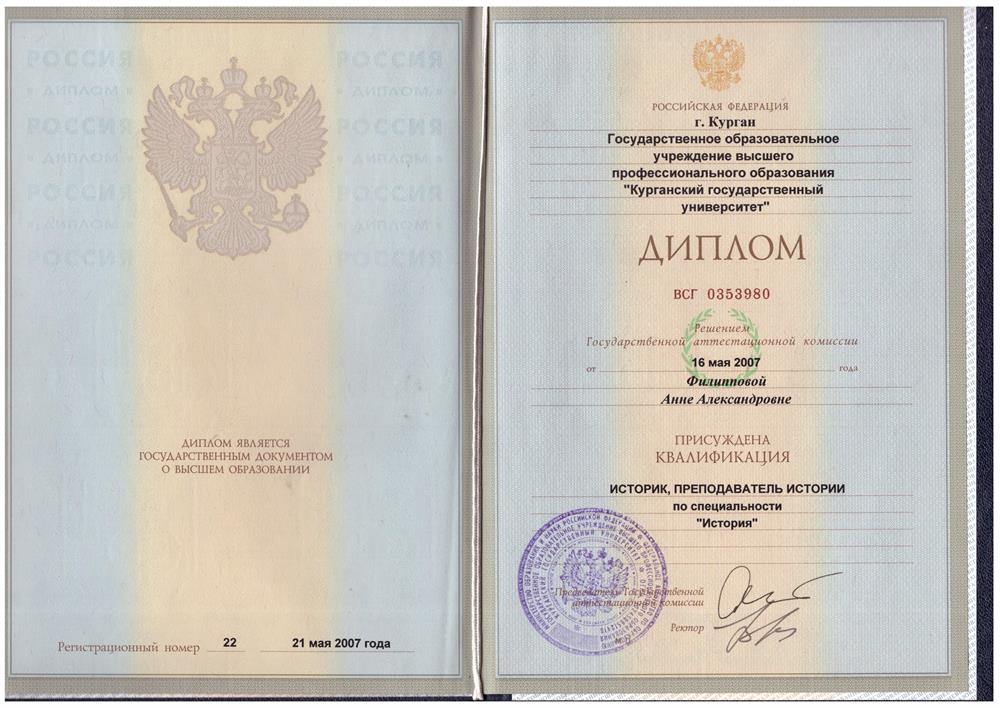 РОССИЯ РОССИЯ
« ДИПЛОМ » « ДИПЛОМ »
РОССИЯ РОССИЯ
« ДИПЛОМ » « ДИПЛОМ »
РОССИЯ РОССИЯ
« ДИПЛОМ » « ДИПЛОМ »
РОССИЯ РОССИЯ
ДИПЛОМ ЯВЛЯЕТСЯ
ГОСУДАРСТВЕННЫМ ДОКУМЕНТОМ
О ВЫСШЕМ ОБРАЗОВАНИИ
Регистрационный номер 22 21 мая 2007 года
РОССИЙСКАЯ ФЕДЕРАЦИЯ
г. Курган
Государственное образовательное
учреждение высшего
профессионального образования
"Курганский государственный
университет"
ДИПЛОМ
ВСГ 0353980
Решением
Государственной аттестационной комиссии
от 16 мая 2007 года
Филипповой
Анне Александровне
ПРИСУЖДЕНА
КВАЛИФИКАЦИЯ
ИСТОРИК, ПРЕПОДАВАТЕЛЬ ИСТОРИИ
по специальности
"История"
Председатель Государственной
аттестационной комиссии
Ректор